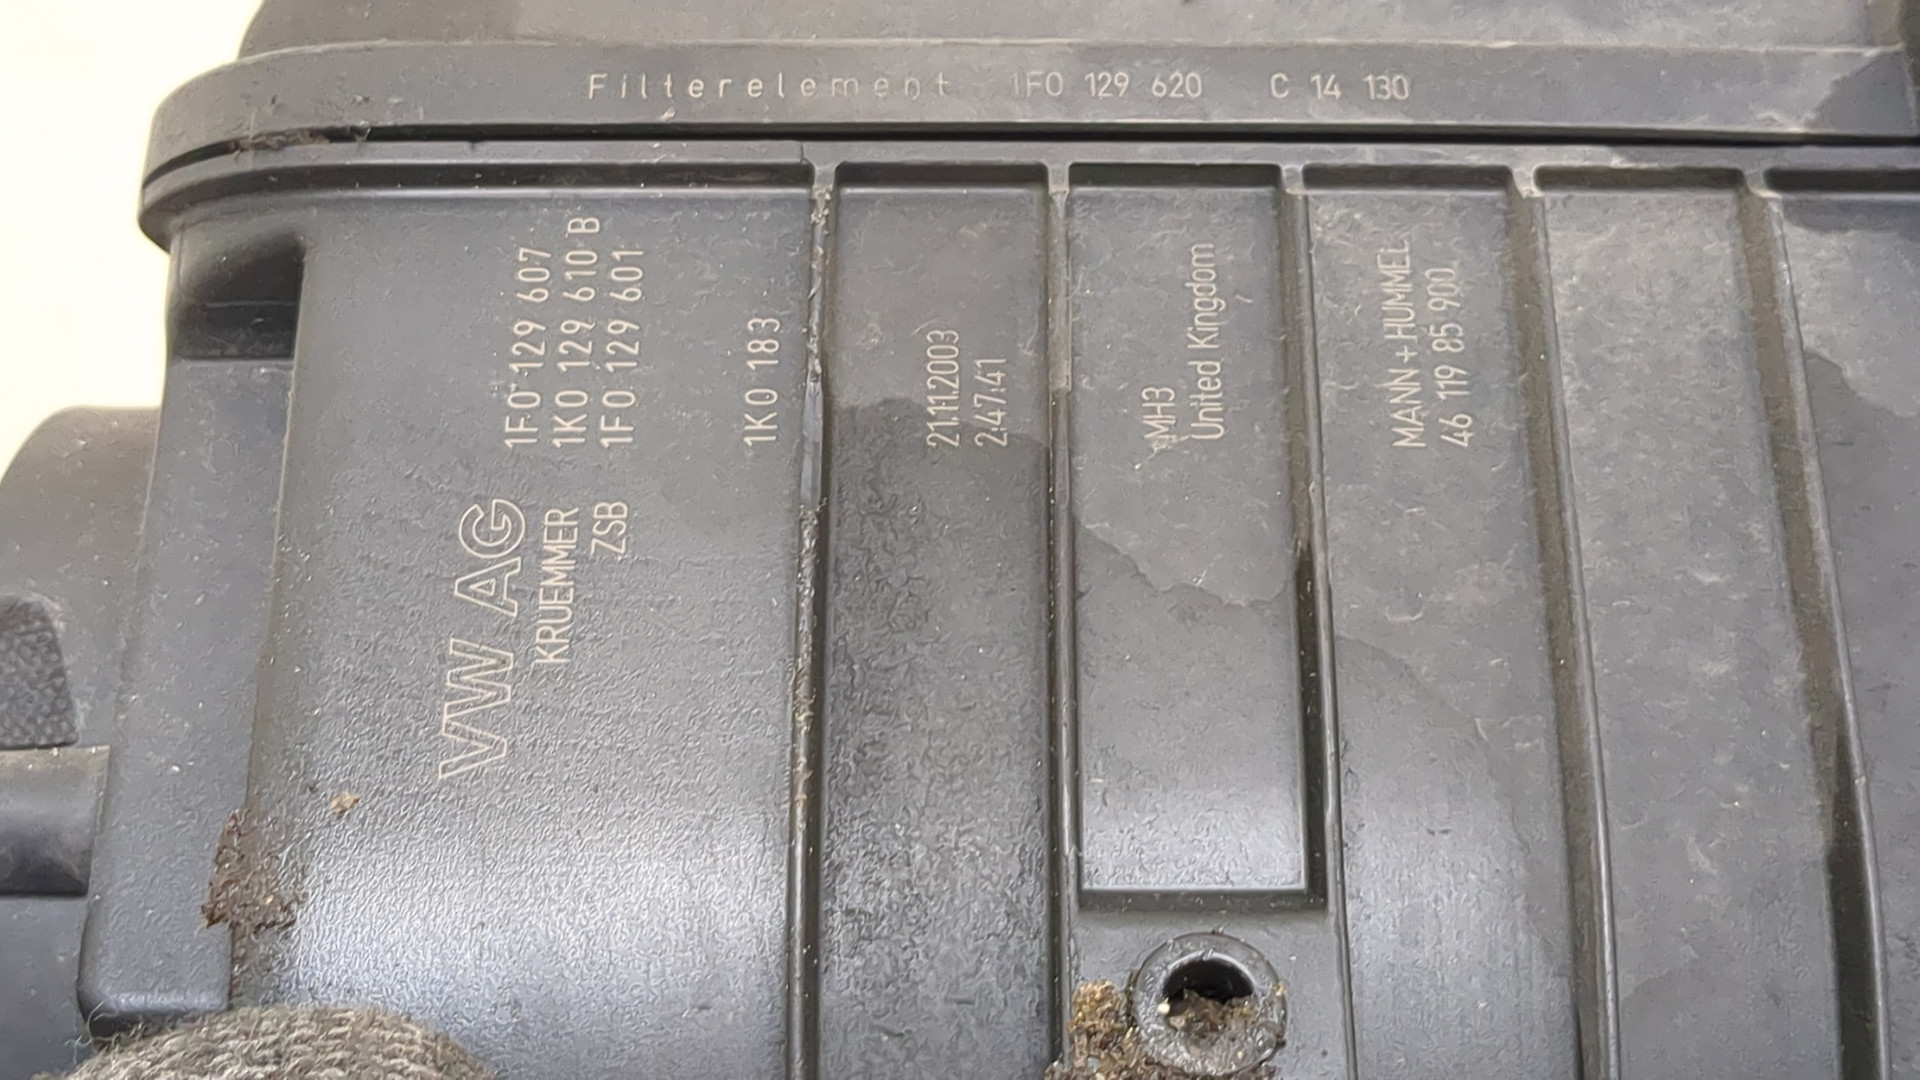 Filterelement 1F0 129 620 C 14 130
VW AG 1F0 129 607
KRUEMMER 1K0 129 610 B
ZSB 1F0 129 601
1K0 183
21.11.2003
2:47:41
MH3
United Kingdom
MANN+HUMMEL
46 119 85 900